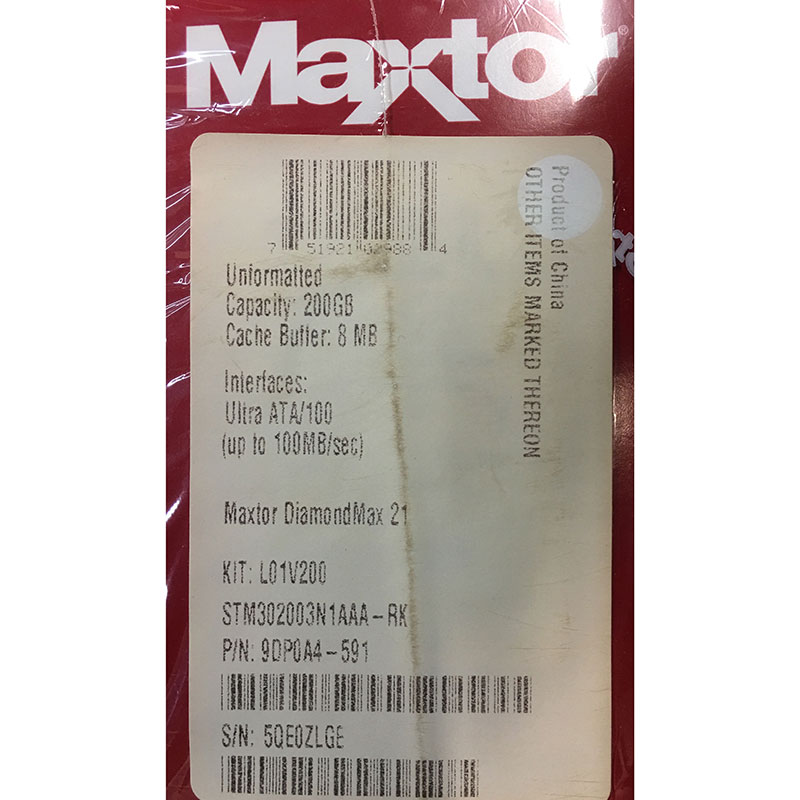 Maxtor®
7 51921 02988 4
Unformatted
Capacity: 200GB
Cache Buffer: 8 MB
Interfaces:
Ultra ATA/100
(up to 100MB/sec)
Maxtor DiamondMax 21
KIT: L01V200
STM302003N1AAA-RK
P/N: 9DP0A4-591
S/N: 5QE0ZLGE
Product of China
OTHER ITEMS MARKED THEREON